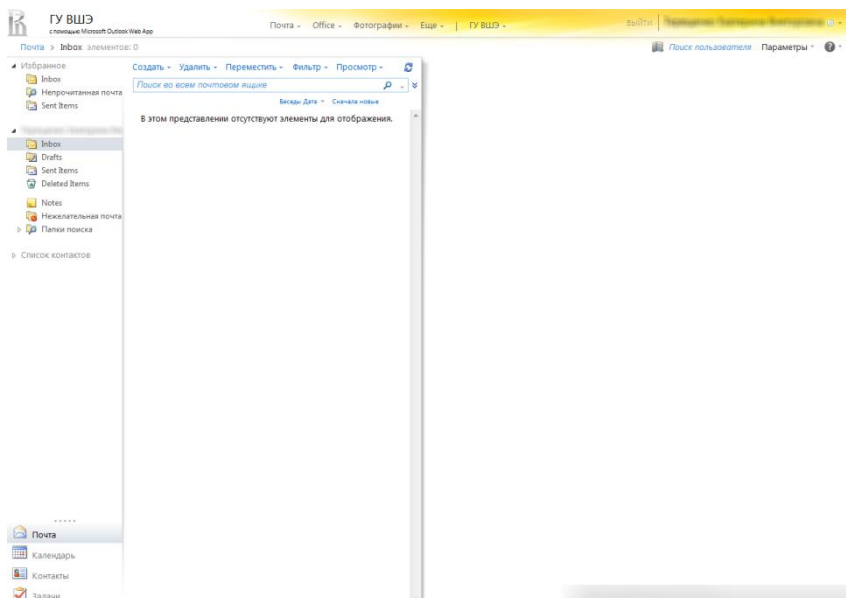 ГУ ВШЭ
с помощью Microsoft Outlook Web App
Почта Office Фотографии Еще | ГУ ВШЭ
выйти
Почта > Inbox элементов: 0
Поиск пользователя Параметры
Избранное
Inbox
Непрочитанная почта
Sent Items
Inbox
Drafts
Sent Items
Deleted Items
Notes
Нежелательная почта
Папки поиска
Список контактов
Почта
Календарь
Контакты
Задачи
Создать Удалить Переместить Фильтр Просмотр
Поиск во всем почтовом ящике
Беседы Дата Сначала новые
В этом представлении отсутствуют элементы для отображения.